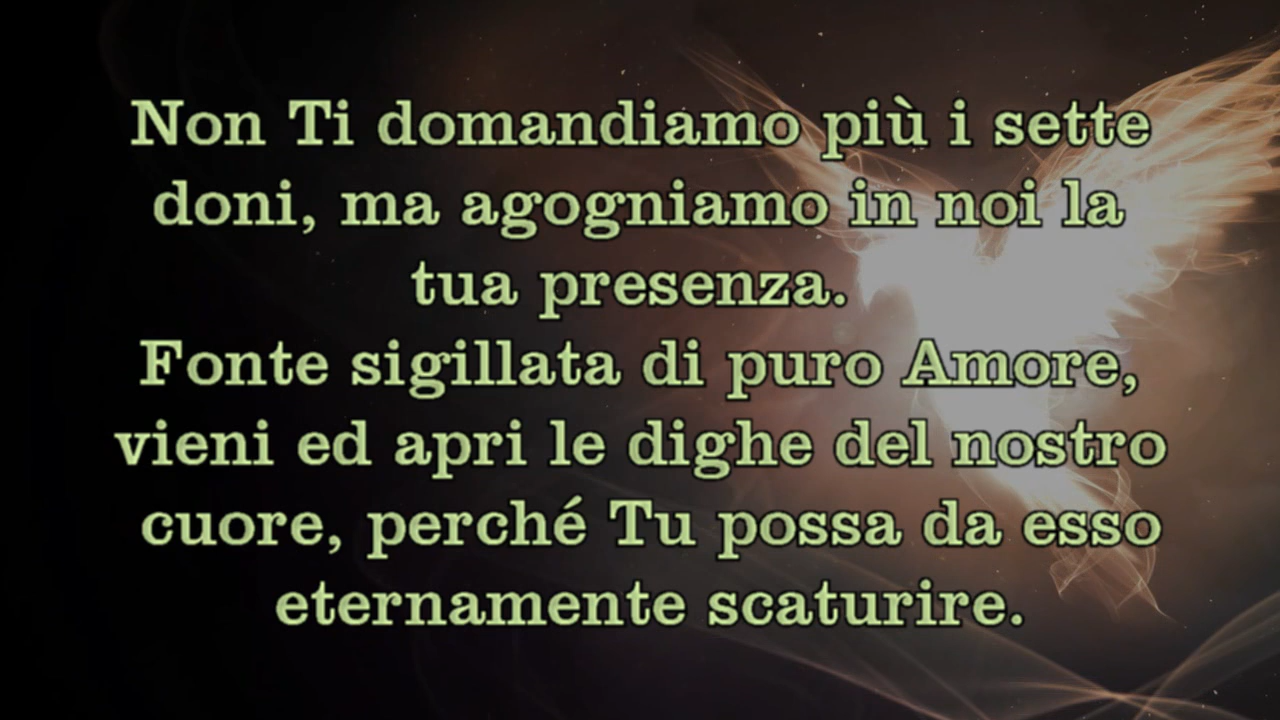 Non Ti domandiamo più i sette
doni, ma agogniamo in noi la
tua presenza.
Fonte sigillata di puro Amore,
vieni ed apri le dighe del nostro
cuore, perché Tu possa da esso
eternamente scaturire.